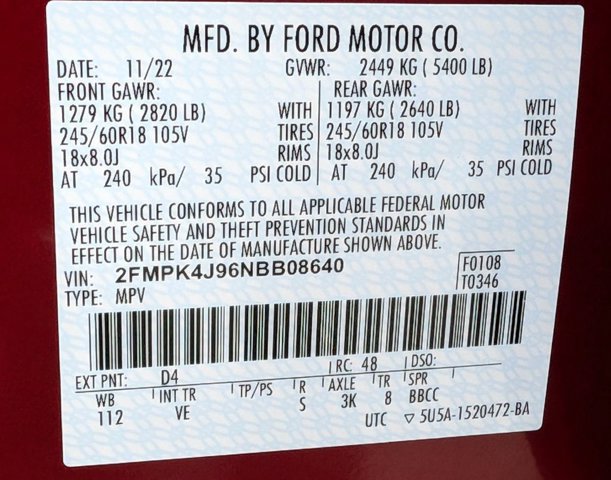 MFD. BY FORD MOTOR CO.
DATE: 11/22 GVWR: 2449 KG ( 5400 LB)
FRONT GAWR: REAR GAWR:
1279 KG ( 2820 LB) WITH 1197 KG ( 2640 LB) WITH
245/60R18 105V TIRES 245/60R18 105V TIRES
18x8.0J RIMS 18x8.0J RIMS
AT 240 kPa/ 35 PSI COLD AT 240 kPa/ 35 PSI COLD
THIS VEHICLE CONFORMS TO ALL APPLICABLE FEDERAL MOTOR
VEHICLE SAFETY AND THEFT PREVENTION STANDARDS IN
EFFECT ON THE DATE OF MANUFACTURE SHOWN ABOVE.
VIN: 2FMPK4J96NBB08640 F0108
TYPE: MPV T0346
EXT PNT: D4 RC: 48 DSO:
WB INT TR TP/PS R AXLE TR SPR
112 VE S 3K 8 BBCC
UTC ▽ 5U5A-1520472-BA